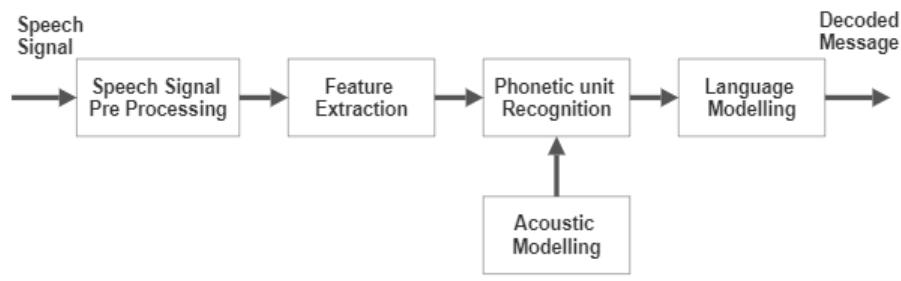 Speech
Signal
Decoded
Message
Speech Signal
Pre Processing
Feature
Extraction
Phonetic unit
Recognition
Language
Modelling
Acoustic
Modelling